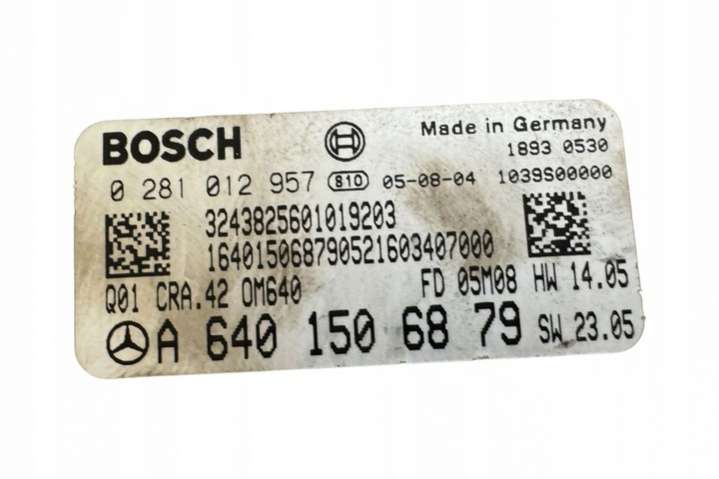 BOSCH
Made in Germany
1893 0530
0 281 012 957 810 05-08-04 1039S00000
3243825601019203
164015068790521603407000
Q01 CRA.42 OM640 FD 05M08 HW 14.05
A 640 150 68 79 SW 23.05